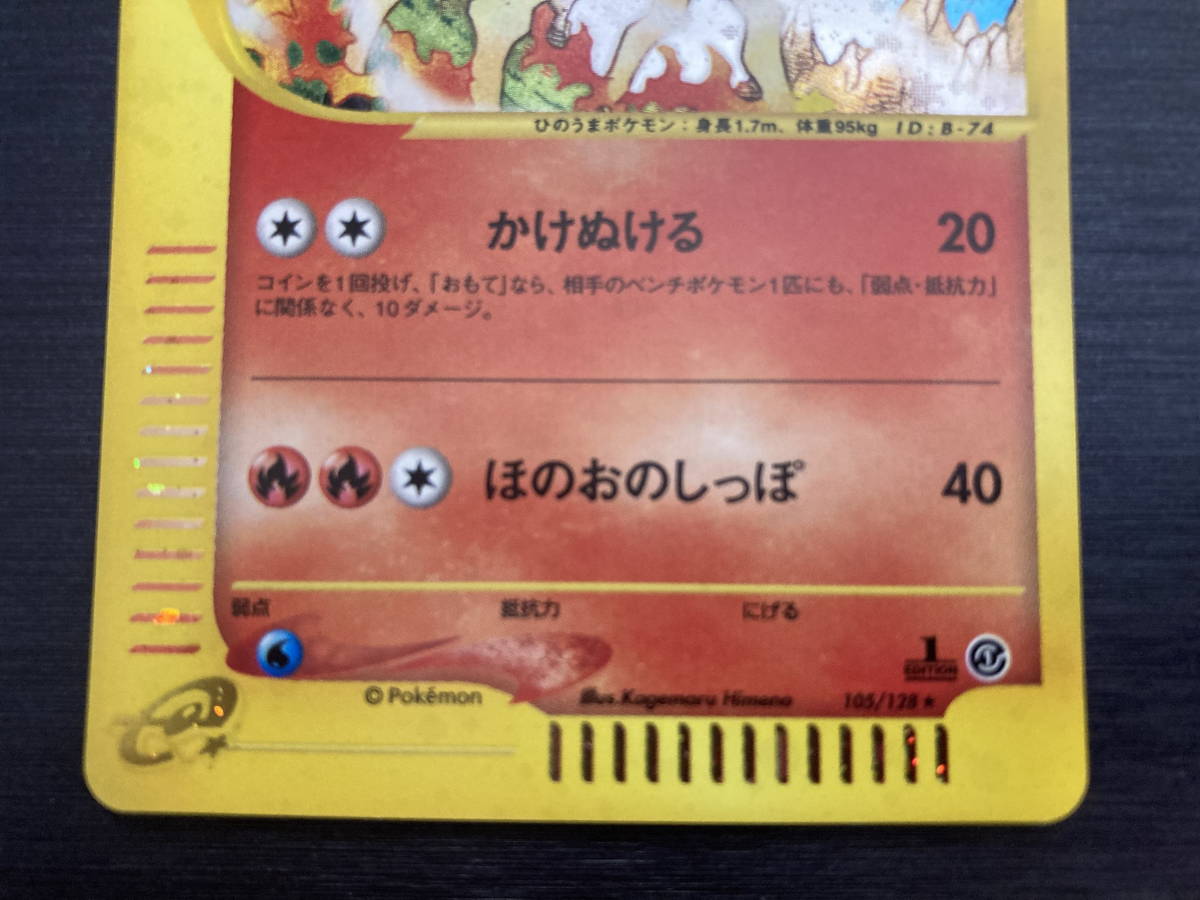 ひのうまポケモン：身長1.7m、体重95kg ID：B-74
かけぬける 20
コインを1回投げ、「おもて」なら、相手のベンチポケモン1匹にも、「弱点・抵抗力」
に関係なく、10ダメージ。
ほのおのしっぽ 40
弱点 抵抗力 にげる
1
EDITION
© Pokémon illus. Kagemaru Himeno 105/128 ★
e